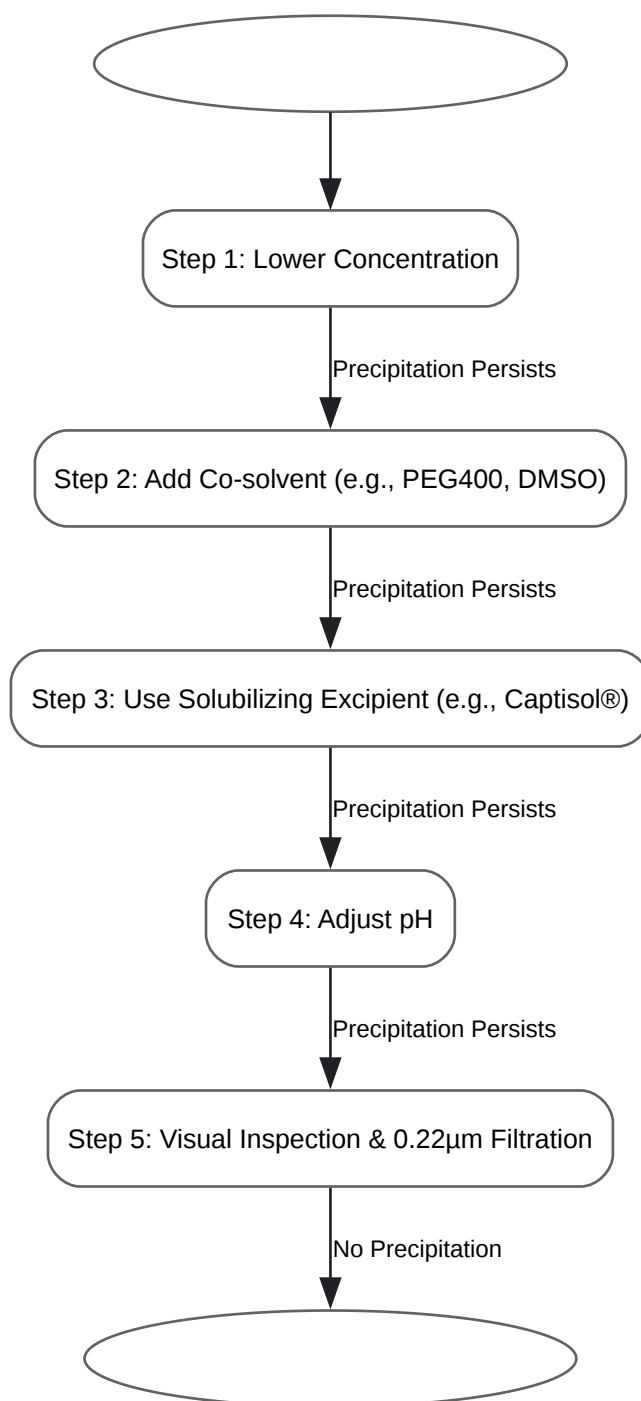 Step 1: Lower Concentration
Precipitation Persists
Step 2: Add Co-solvent (e.g., PEG400, DMSO)
Precipitation Persists
Step 3: Use Solubilizing Excipient (e.g., Captisol®)
Precipitation Persists
Step 4: Adjust pH
Precipitation Persists
Step 5: Visual Inspection & 0.22µm Filtration
No Precipitation